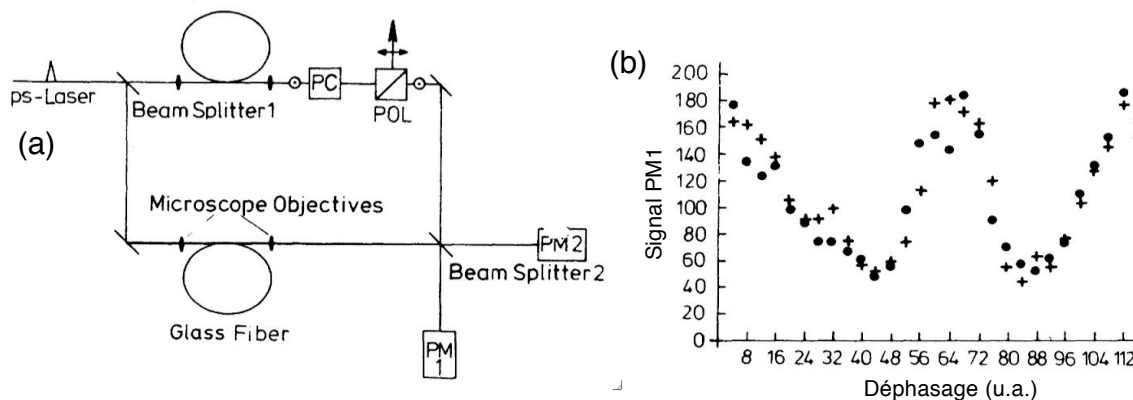 (a)
ps-Laser
Beam Splitter1
PC
POL
Microscope Objectives
Glass Fiber
PM2
Beam Splitter2
PM
1
(b)
Signal PM1
200
180
160
140
120
100
80
60
40
20
0
8 16 24 32 40 48 56 64 72 80 88 96 104 112
Déphasage (u.a.)